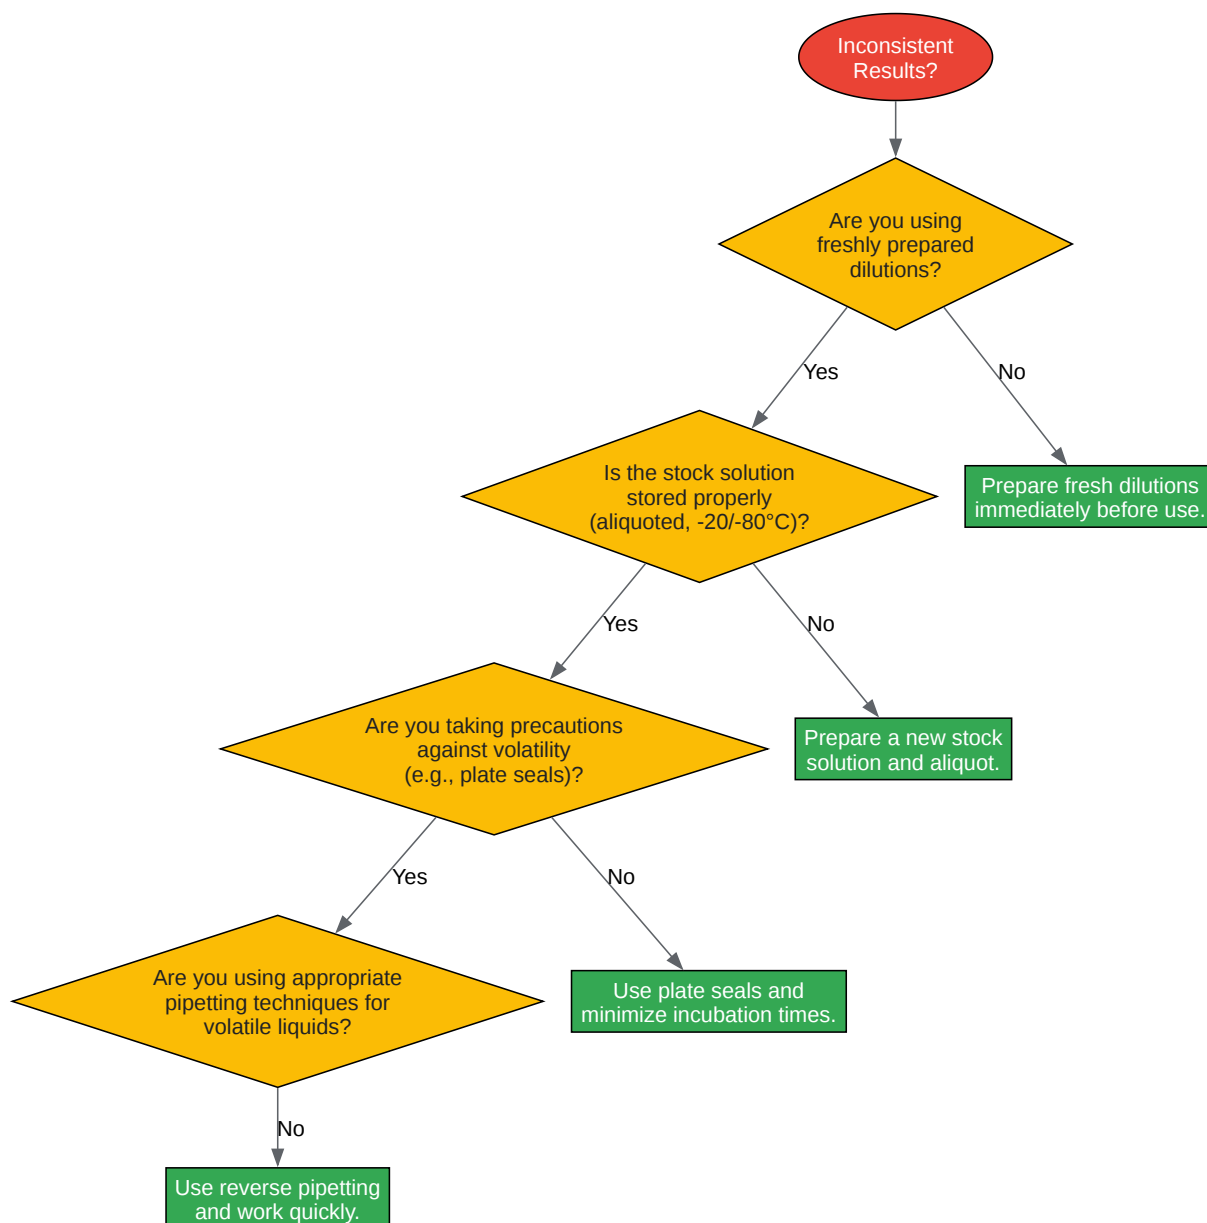 Inconsistent
Results?
Are you using
freshly prepared
dilutions?
Yes
No
Is the stock solution
stored properly
(aliquoted, -20/-80°C)?
Prepare fresh dilutions
immediately before use.
Yes
No
Are you taking precautions
against volatility
(e.g., plate seals)?
Prepare a new stock
solution and aliquot.
Yes
No
Are you using appropriate
pipetting techniques for
volatile liquids?
Use plate seals and
minimize incubation times.
No
Use reverse pipetting
and work quickly.